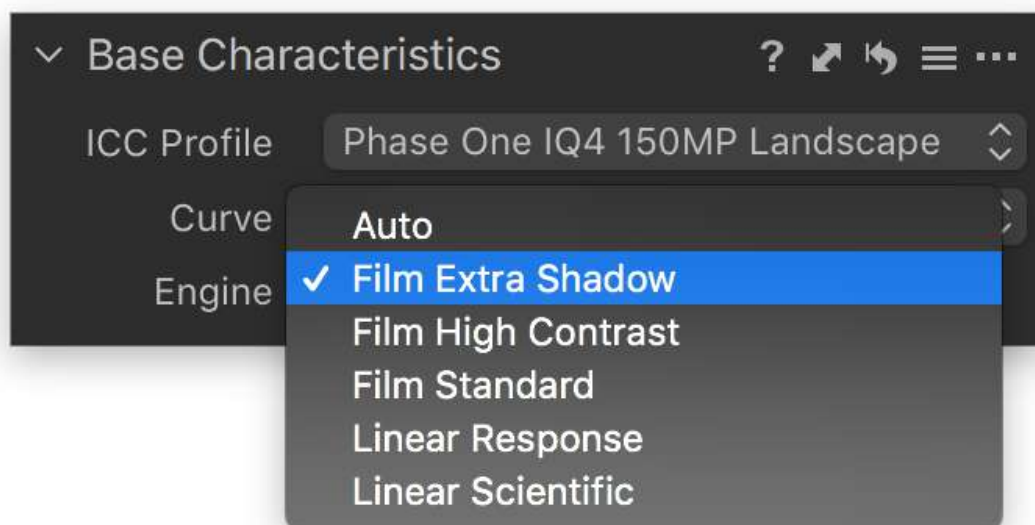 Base Characteristics ? ...
ICC Profile Phase One IQ4 150MP Landscape
Curve
Auto
✓ Film Extra Shadow
Engine
Film High Contrast
Film Standard
Linear Response
Linear Scientific